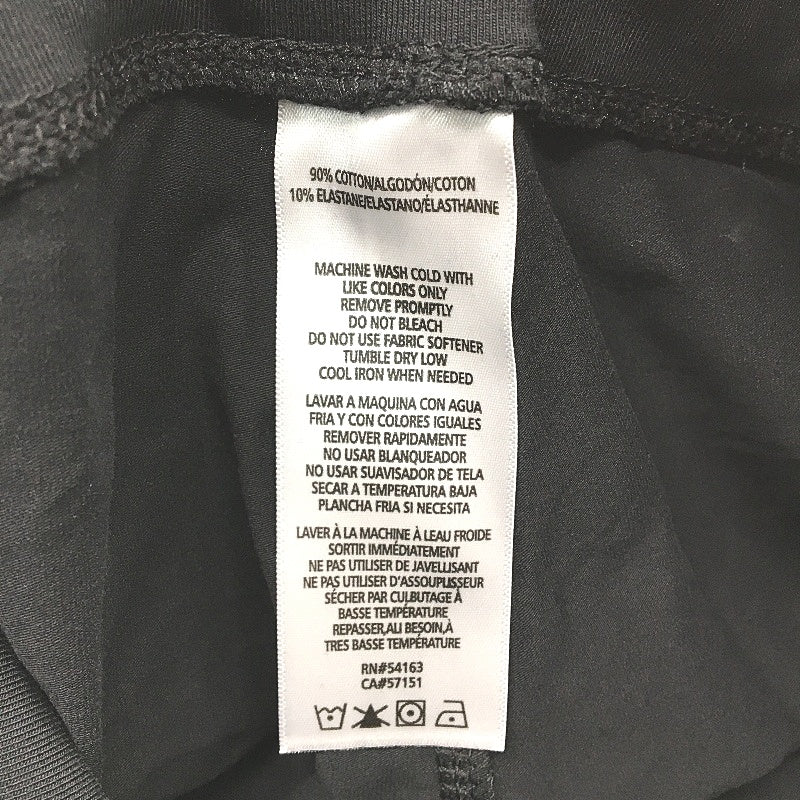 90% COTTON/ALGODÓN/COTON
10% ELASTANE/ELASTANO/ÉLASTHANNE
MACHINE WASH COLD WITH
LIKE COLORS ONLY
REMOVE PROMPTLY
DO NOT BLEACH
DO NOT USE FABRIC SOFTENER
TUMBLE DRY LOW
COOL IRON WHEN NEEDED
LAVAR A MAQUINA CON AGUA
FRIA Y CON COLORES IGUALES
REMOVER RAPIDAMENTE
NO USAR BLANQUEADOR
NO USAR SUAVISADOR DE TELA
SECAR A TEMPERATURA BAJA
PLANCHA FRIA SI NECESITA
LAVER À LA MACHINE À LEAU FROIDE
SORTIR IMMÉDIATEMENT
NE PAS UTILISER DE JAVELLISANT
NE PAS UTILISER D'ASSOUPLISSEUR
SÉCHER PAR CULBUTAGE À
BASSE TEMPÉRATURE
REPASSER,ALI BESOIN,À
TRES BASSE TEMPÉRATURE
RN#54163
CA#57151